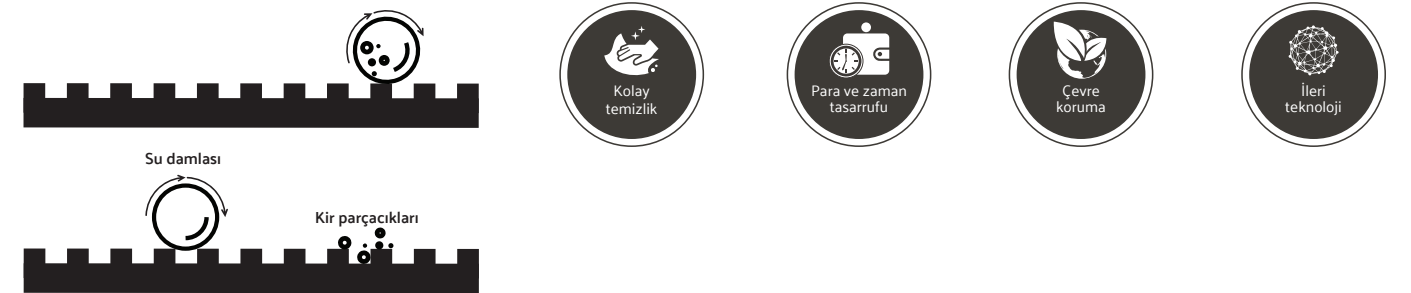 Su damlası
Kir parçacıkları
Kolay
temizlik
Para ve zaman
tasarrufu
Çevre
koruma
İleri
teknoloji